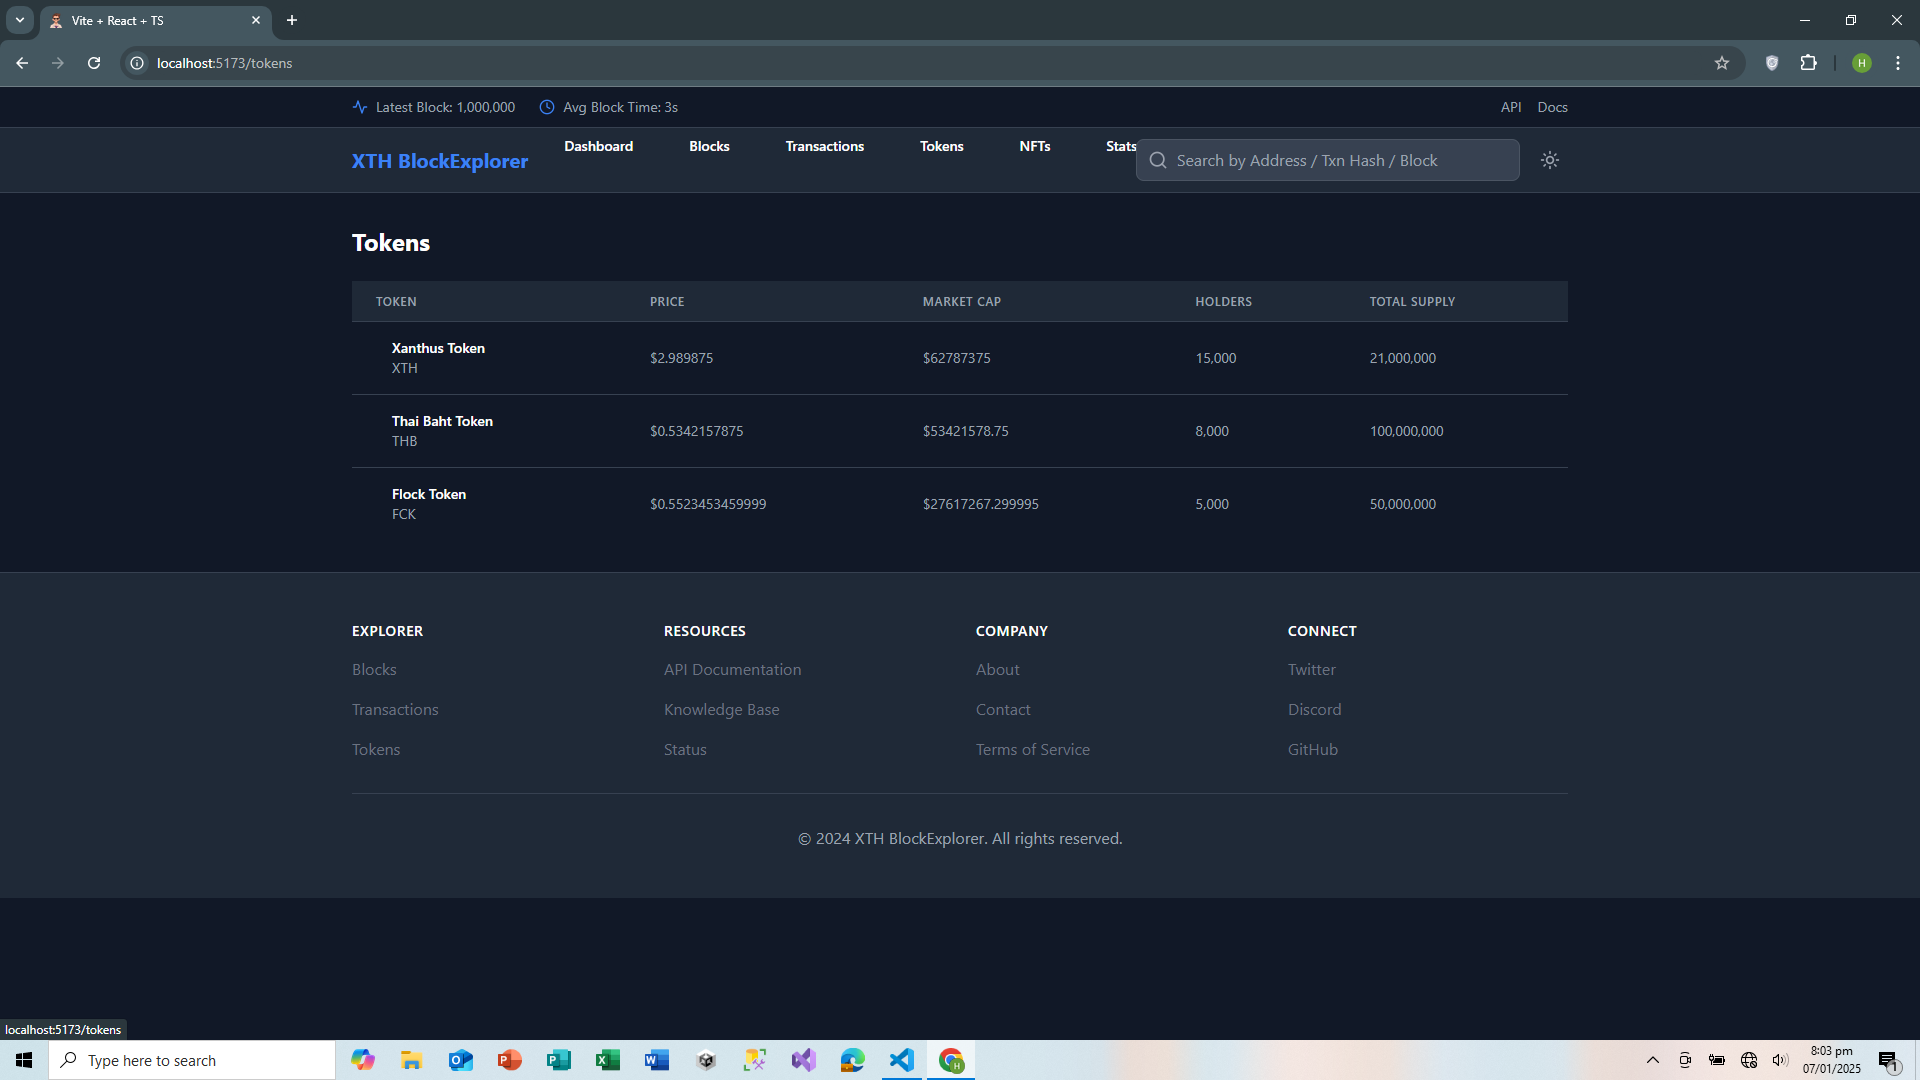 Vite + React + TS
localhost:5173/tokens
H
Latest Block: 1,000,000 Avg Block Time: 3s API Docs
XTH BlockExplorer Dashboard Blocks Transactions Tokens NFTs Stats Search by Address / Txn Hash / Block
Tokens
TOKEN PRICE MARKET CAP HOLDERS TOTAL SUPPLY
Xanthus Token
XTH
$2.989875 $62787375 15,000 21,000,000
Thai Baht Token
THB
$0.5342157875 $53421578.75 8,000 100,000,000
Flock Token
FCK
$0.5523453459999 $27617267.299995 5,000 50,000,000
EXPLORER RESOURCES COMPANY CONNECT
Blocks API Documentation About Twitter
Transactions Knowledge Base Contact Discord
Tokens Status Terms of Service GitHub
© 2024 XTH BlockExplorer. All rights reserved.
localhost:5173/tokens
Type here to search
8:03 pm
07/01/2025
1